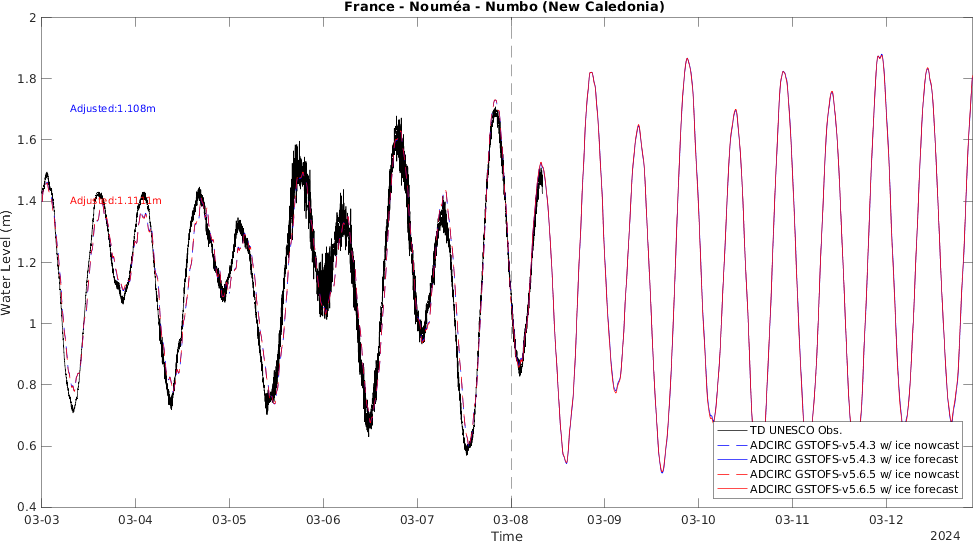 France - Nouméa - Numbo (New Caledonia)
2
1.8
1.6
1.4
1.2
1
0.8
0.6
0.4
Water Level (m)
Adjusted:1.108m
TD UNESCO Obs.
ADCIRC GSTOFS-v5.4.3 w/ ice nowcast
ADCIRC GSTOFS-v5.4.3 w/ ice forecast
ADCIRC GSTOFS-v5.6.5 w/ ice nowcast
ADCIRC GSTOFS-v5.6.5 w/ ice forecast
03-03 03-04 03-05 03-06 03-07 03-08 03-09 03-10 03-11 03-12
Time
2024